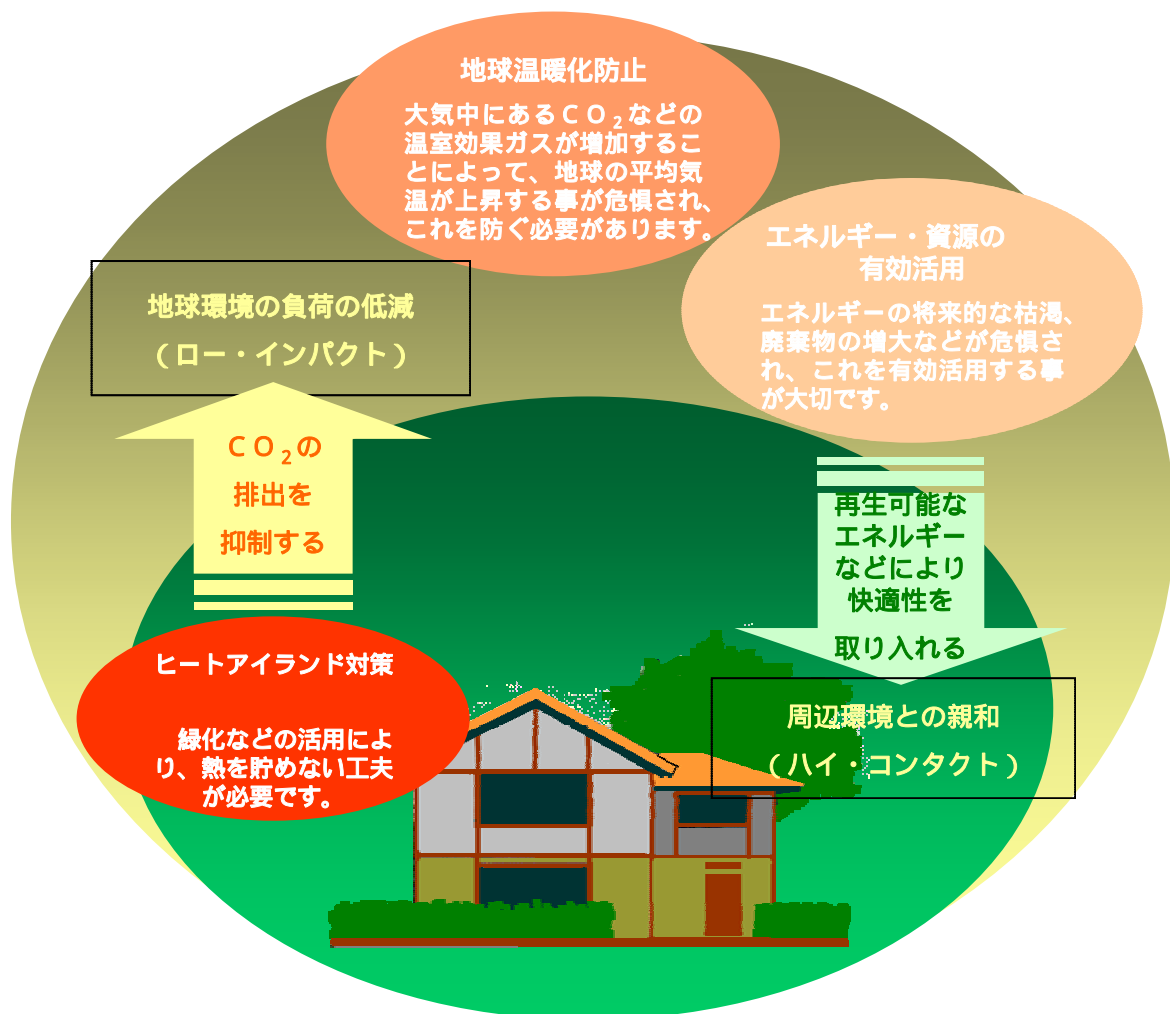 地球温暖化防止
大気中にあるCO₂などの
温室効果ガスが増加するこ
とによって、地球の平均気
温が上昇する事が危惧され、
これを防ぐ必要があります。
エネルギー・資源の
有効活用
エネルギーの将来的な枯渇、
廃棄物の増大などが危惧さ
れ、これを有効活用する事
が大切です。
地球環境の負荷の低減
（ロー・インパクト）
CO₂の
排出を
抑制する
再生可能な
エネルギー
などにより
快適性を
取り入れる
ヒートアイランド対策
緑化などの活用によ
り、熱を貯めない工夫
が必要です。
周辺環境との親和
（ハイ・コンタクト）